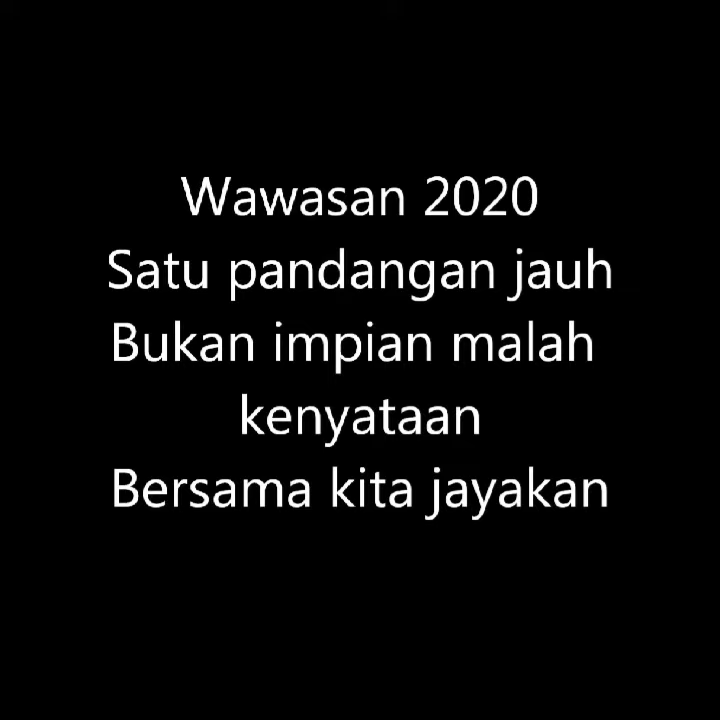 Wawasan 2020
Satu pandangan jauh
Bukan impian malah
kenyataan
Bersama kita jayakan